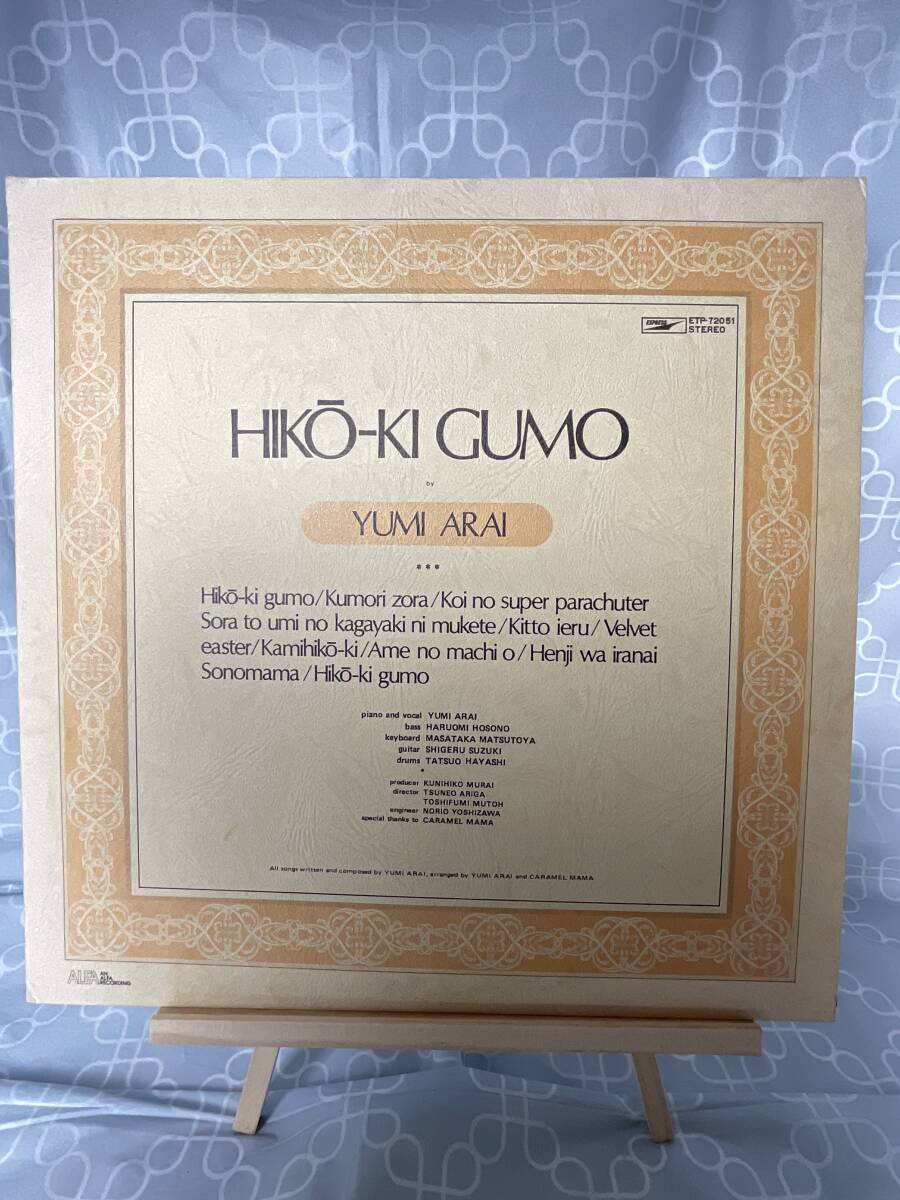 EXPRESS ETP-72051
STEREO
HIKŌ-KI GUMO
by
YUMI ARAI
***
Hikō-ki gumo/Kumori zora/Koi no super parachuter
Sora to umi no kagayaki ni mukete/Kitto ieru/Velvet
easter/Kamihikō-ki/Ame no machi o/Henji wa iranai
Sonomama/Hikō-ki gumo
piano and vocal YUMI ARAI
bass HARUOMI HOSONO
keyboard MASATAKA MATSUTOYA
guitar SHIGERU SUZUKI
drums TATSUO HAYASHI
*
producer KUNIHIKO MURAI
director TSUNEO ARIGA
TOSHIFUMI MUTOH
engineer NORIO YOSHIZAWA
special thanks to CARAMEL MAMA
All songs written and composed by YUMI ARAI, arranged by YUMI ARAI and CARAMEL MAMA
ALFA AN
ALFA
RECORDING